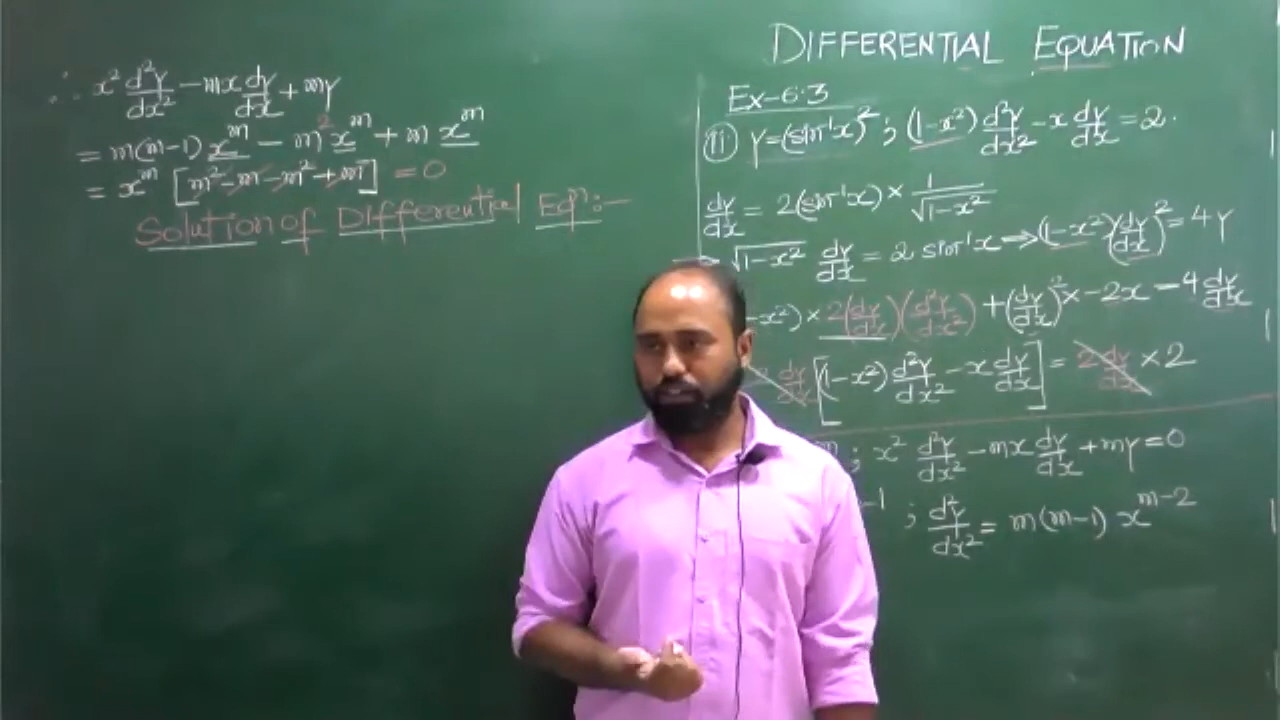 ∴ x² d²y/dx² − mx dy/dx + my
= m(m−1) x^m − m² x^m + m x^m
= x^m [m² − m − m² + m] = 0
Solution of Differential Eqⁿ:−
DIFFERENTIAL EQUATION
Ex−6.3
(ii) y = (sin⁻¹x)² ; (1−x²) d²y/dx² − x dy/dx = 2.
dy/dx = 2(sin⁻¹x) × 1/√(1−x²)
√(1−x²) dy/dx = 2 sin⁻¹x ⇒ (1−x²)(dy/dx)² = 4y
−x²) × 2(dy/dx)(d²y/dx²) + (dy/dx)² × −2x = 4 dy/dx
dy/dx [(1−x²) d²y/dx² − x dy/dx] = 2 dy/dx × 2
m ; x² d²y/dx² − mx dy/dx + my = 0
−1 ; d²y/dx² = m(m−1) x^(m−2)